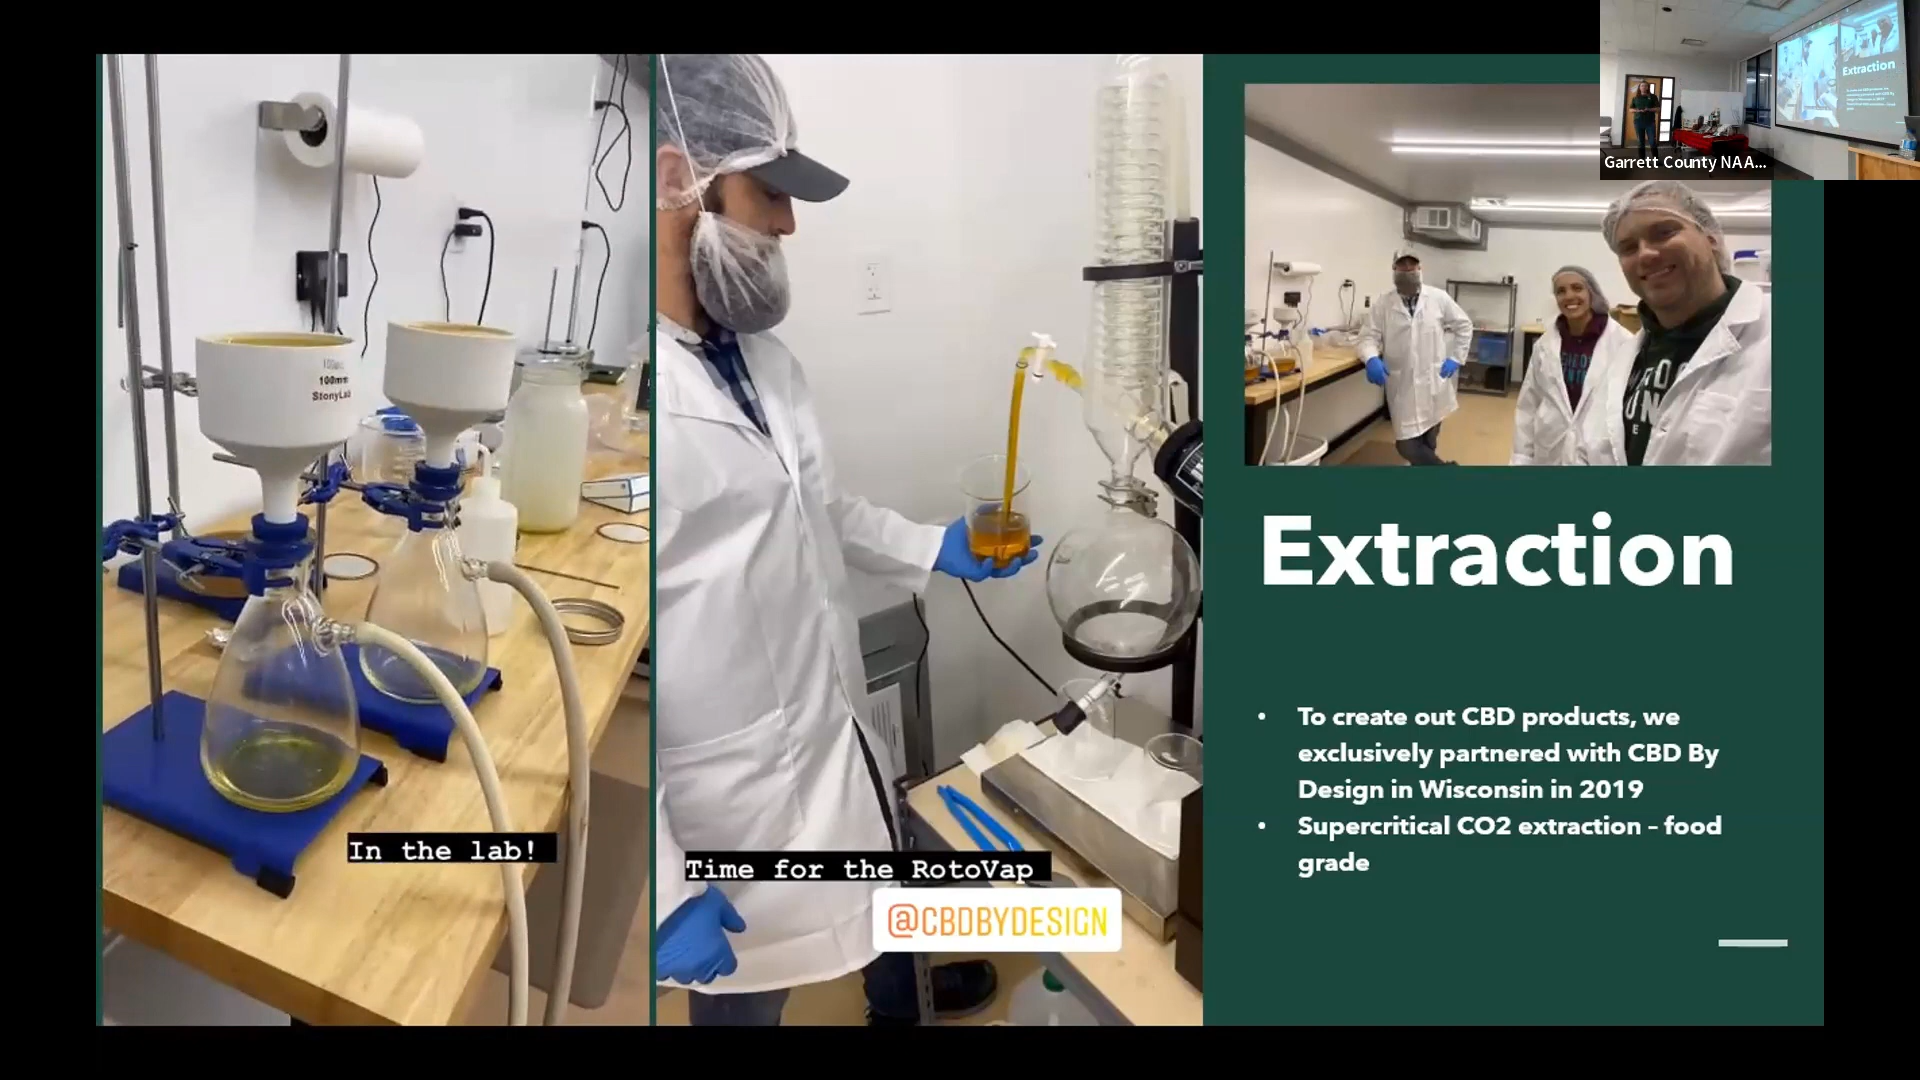 100mm
StonyLab
In the lab!
Time for the RotoVap
@CBDBYDESIGN
Extraction
• To create out CBD products, we
exclusively partnered with CBD By
Design in Wisconsin in 2019
• Supercritical CO2 extraction – food
grade
Extraction
Garrett County NAA...